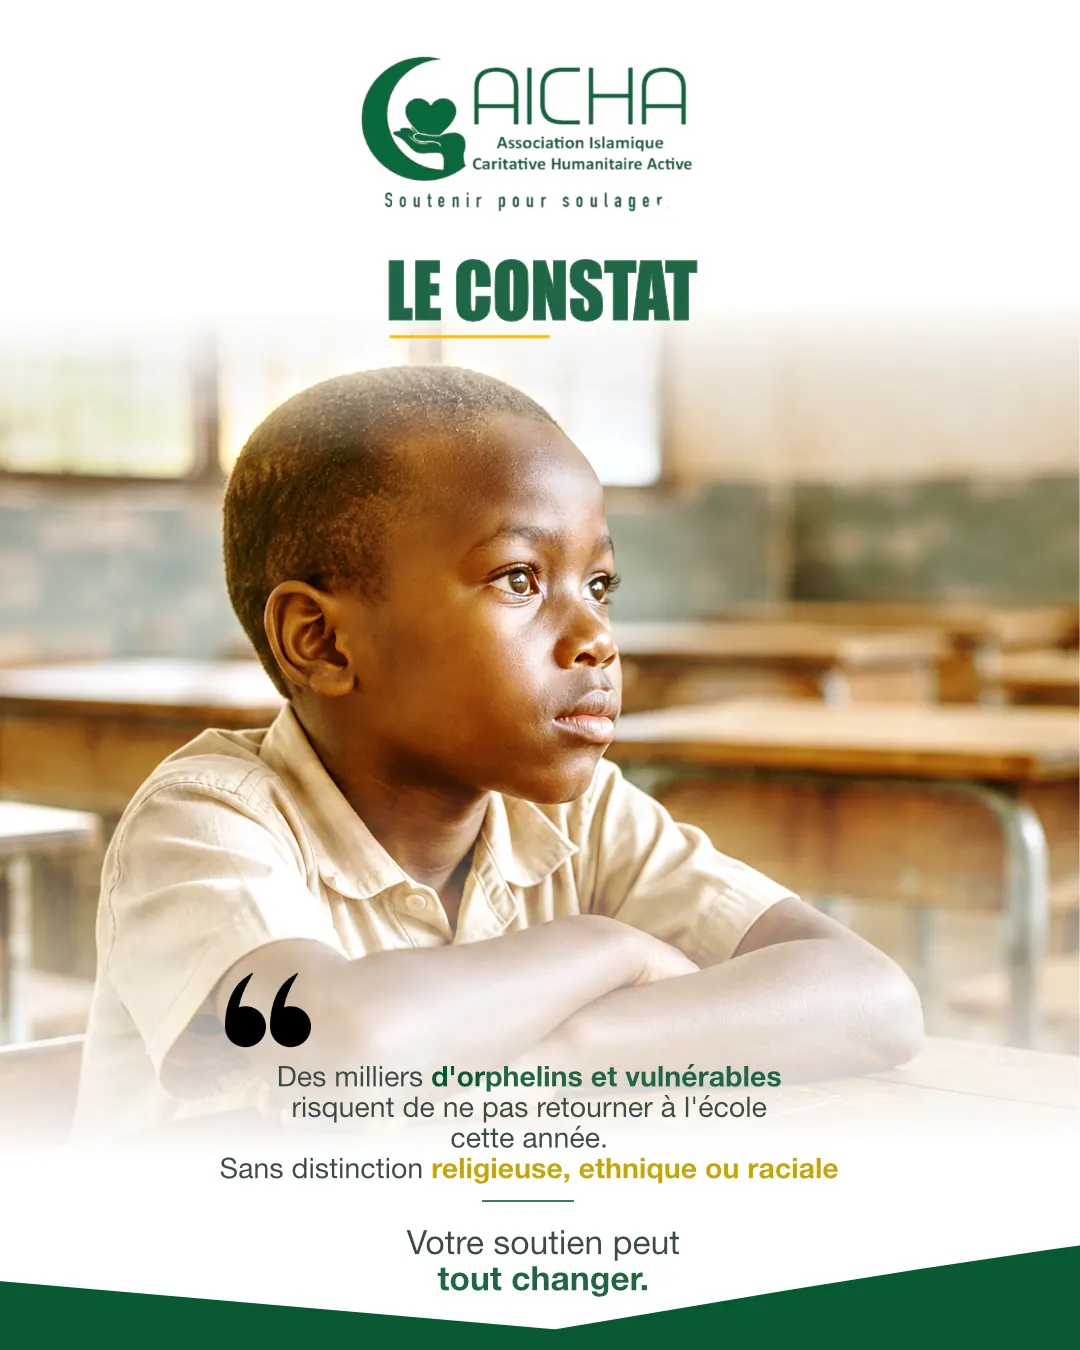 AICHA
Association Islamique
Caritative Humanitaire Active
Soutenir pour soulager
LE CONSTAT
“
Des milliers d'orphelins et vulnérables
risquent de ne pas retourner à l'école
cette année.
Sans distinction religieuse, ethnique ou raciale
Votre soutien peut
tout changer.